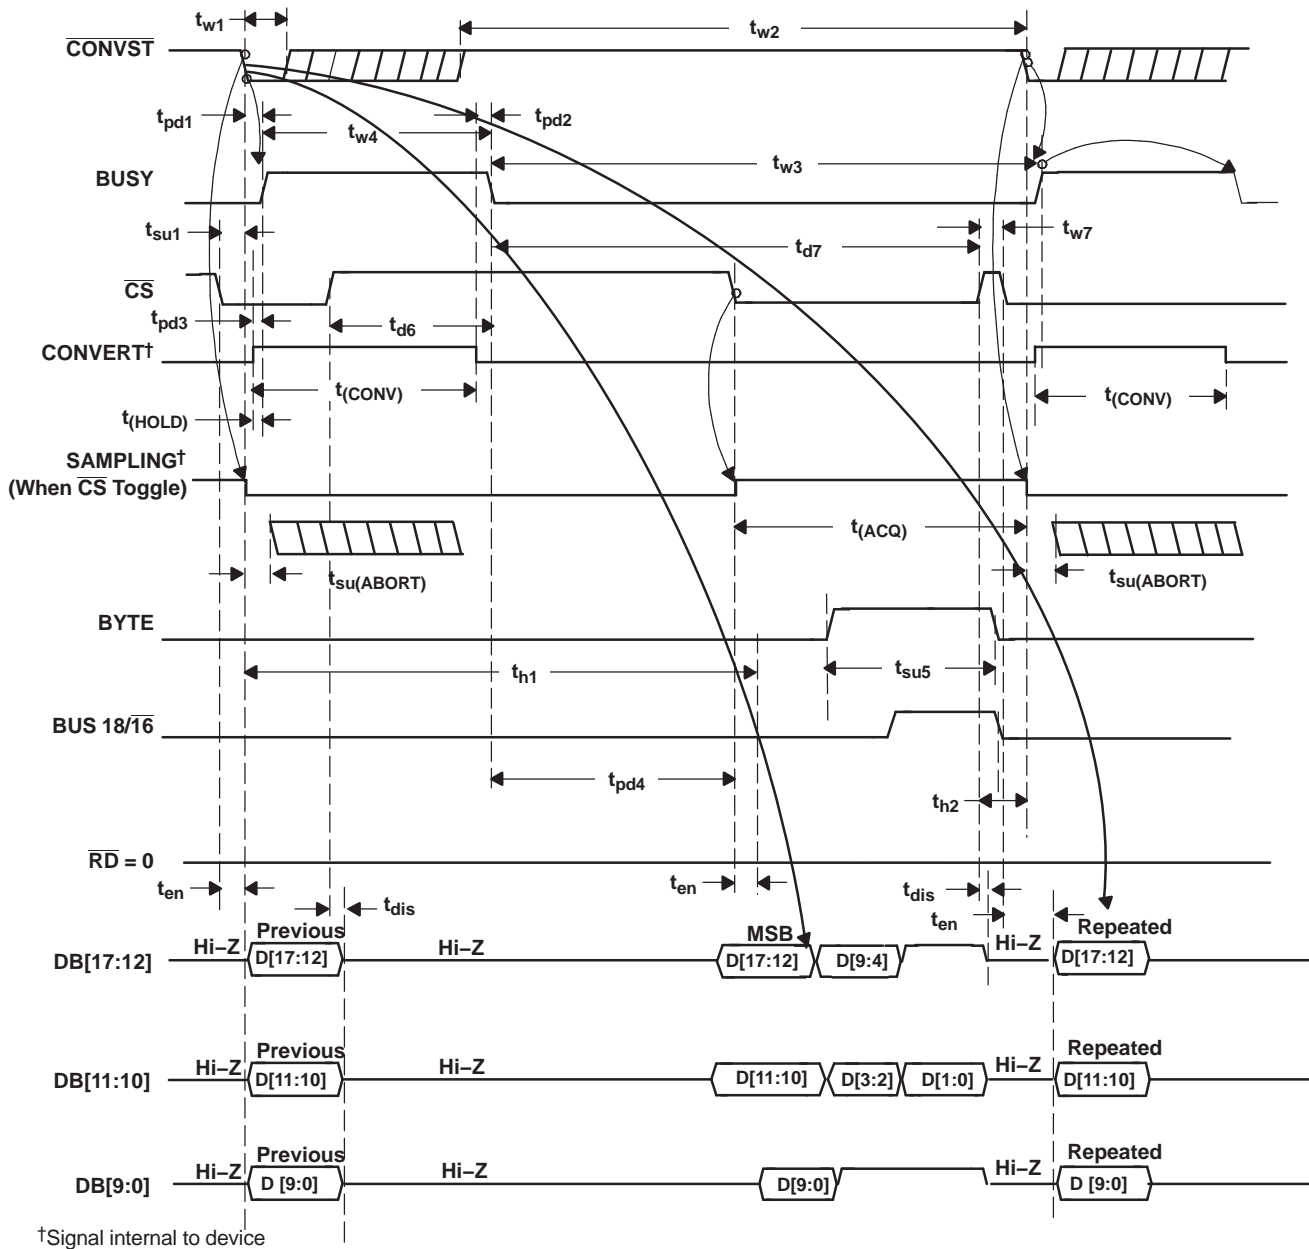 tw1
tw2
CONVST
tpd1
tw4
tpd2
tw3
BUSY
tsu1
tw7
td7
CS
tpd3
td6
CONVERT†
t(CONV)
t(CONV)
t(HOLD)
SAMPLING†
(When CS Toggle)
t(ACQ)
tsu(ABORT)
tsu(ABORT)
BYTE
th1
tsu5
BUS 18/16
tpd4
th2
RD = 0
ten
tdis
ten
tdis
ten
Previous
MSB
Repeated
DB[17:12]
Hi–Z
D[17:12]
Hi–Z
D[17:12]
D[9:4]
Hi–Z
D[17:12]
Previous
Repeated
DB[11:10]
Hi–Z
D[11:10]
Hi–Z
D[11:10]
D[3:2]
D[1:0]
Hi–Z
D[11:10]
Previous
Repeated
DB[9:0]
Hi–Z
D [9:0]
Hi–Z
D[9:0]
Hi–Z
D [9:0]
†Signal internal to device